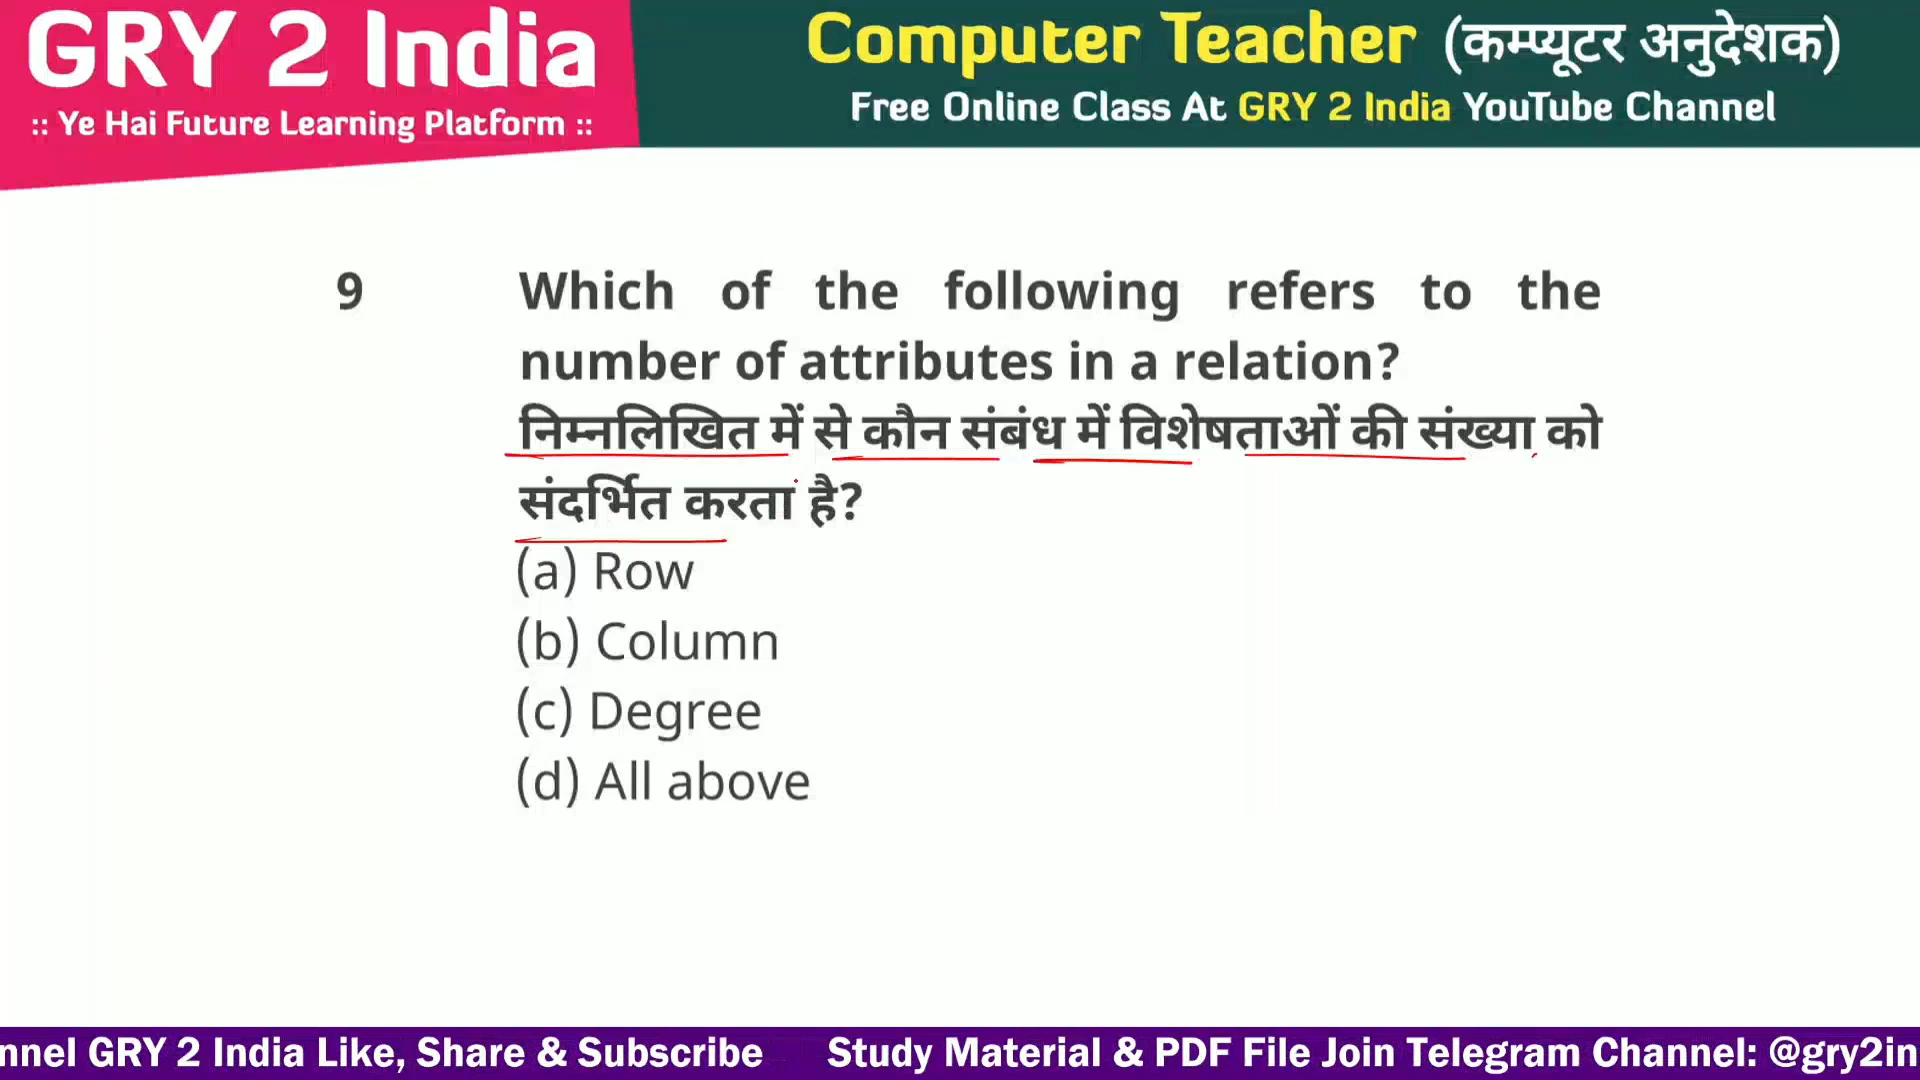 GRY 2 India
:: Ye Hai Future Learning Platform ::
Computer Teacher (कम्प्यूटर अनुदेशक)
Free Online Class At GRY 2 India YouTube Channel
9 Which of the following refers to the
number of attributes in a relation?
निम्नलिखित में से कौन संबंध में विशेषताओं की संख्या को
संदर्भित करता है?
(a) Row
(b) Column
(c) Degree
(d) All above
nnel GRY 2 India Like, Share & Subscribe Study Material & PDF File Join Telegram Channel: @gry2in